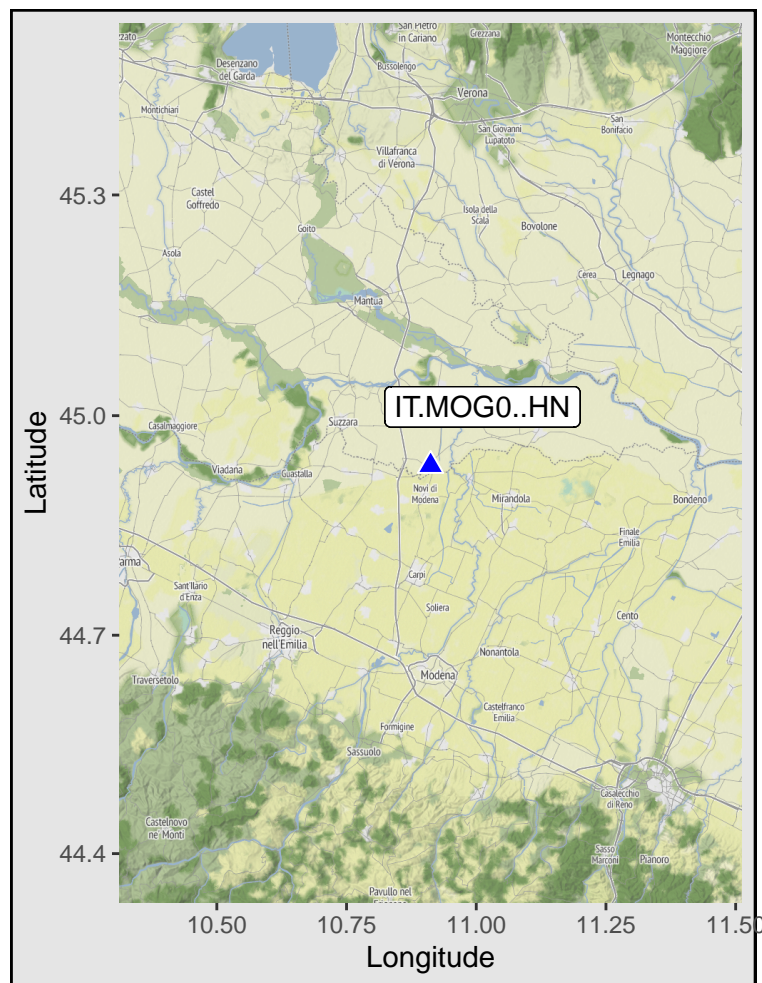 zzato
San Pietro
in Cariano
Grezzana
Montecchio
Maggiore
Desenzano
del Garda
Bussolengo
Verona
Montichiari
San Giovanni
Lupatoto
San
Bonifacio
Villafranca
di Verona
45.3
Castel
Goffredo
Isola della
Scala
Bovolone
Goito
Asola
Cerea
Legnago
Mantua
IT.MOG0..HN
45.0
Casalmaggiore
Suzzara
Viadana
Guastalla
Novi di
Modena
Mirandola
Bondeno
Finale
Emilia
Latitude
arma
Carpi
Sant'Ilario
d'Enza
Soliera
Cento
44.7
Reggio
nell'Emilia
Nonantola
Traversetolo
Modena
Castelfranco
Emilia
Formigine
Sassuolo
Casalecchio
di Reno
Castelnovo
ne' Monti
44.4
Sasso
Marconi
Pianoro
Pavullo nel
10.50
10.75
11.00
11.25
11.50
Longitude